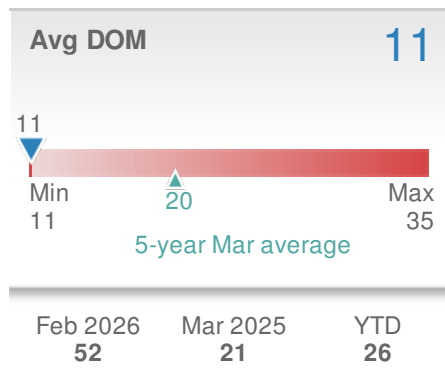 Avg DOM 11
11
Min 20 Max
11 35
5-year Mar average
Feb 2026 Mar 2025 YTD
52 21 26